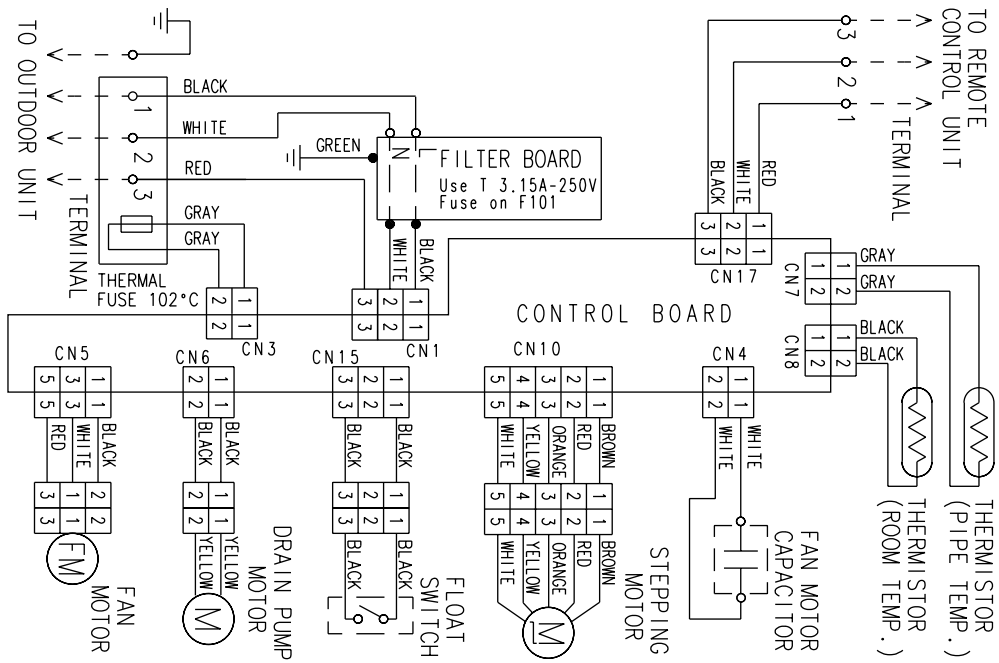 TO OUTDOOR UNIT
TERMINAL
1
2
3
BLACK
WHITE
RED
GRAY
GRAY
THERMAL
FUSE 102°C
GREEN
N
L
FILTER BOARD
Use T 3.15A-250V
Fuse on F101
WHITE
BLACK
3
2
1
TO REMOTE
CONTROL UNIT
TERMINAL
BLACK
WHITE
RED
3 2 1
3 2 1
CN17
2 1
2 1
CN3
3 2 1
3 2 1
CN1
CONTROL BOARD
CN7
1 1
2 2
GRAY
GRAY
CN8
1 1
2 2
BLACK
BLACK
CN5
5 3 1
5 3 1
RED
WHITE
BLACK
3 1 2
3 1 2
FM
FAN
MOTOR
CN6
2 1
2 1
BLACK
BLACK
2 1
2 1
YELLOW
YELLOW
M
DRAIN PUMP
MOTOR
CN15
3 2 1
3 2 1
BLACK
BLACK
3 2 1
3 2 1
BLACK
BLACK
FLOAT
SWITCH
CN10
5 4 3 2 1
5 4 3 2 1
WHITE
YELLOW
ORANGE
RED
BROWN
5 4 3 2 1
5 4 3 2 1
WHITE
YELLOW
ORANGE
RED
BROWN
M
STEPPING
MOTOR
CN4
2 1
2 1
WHITE
WHITE
FAN MOTOR
CAPACITOR
THERMISTOR
(ROOM TEMP.)
THERMISTOR
(PIPE TEMP.)